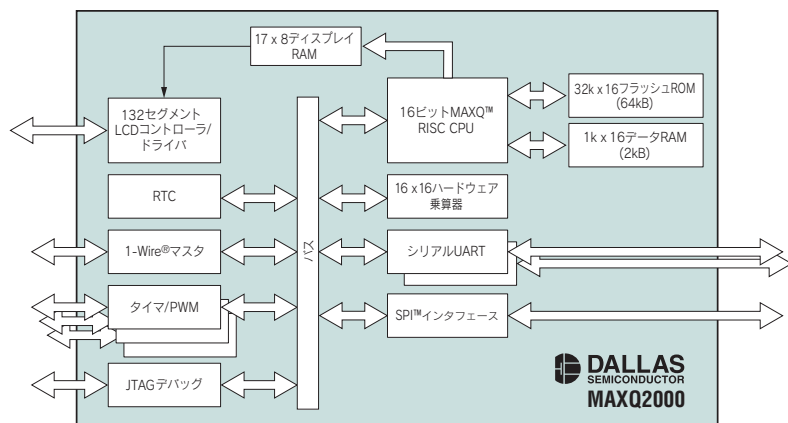 17 x 8ディスプレイ
RAM
132セグメント
LCDコントローラ/
ドライバ
16ビットMAXQ™
RISC CPU
32k x 16フラッシュROM
(64kB)
1k x 16データRAM
(2kB)
RTC
16 x16ハードウェア
乗算器
バス
1-Wire®マスタ
シリアルUART
タイマ/PWM
SPI™インタフェース
JTAGデバッグ
DALLAS
SEMICONDUCTOR
MAXQ2000